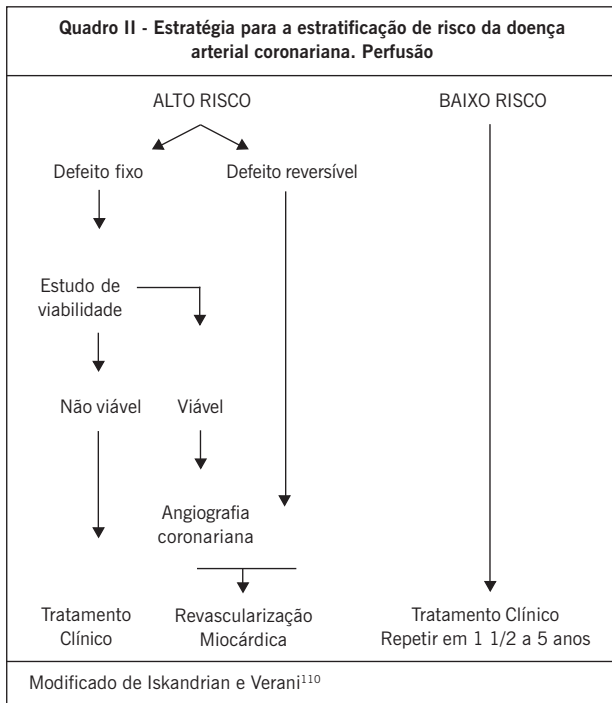 Quadro II - Estratégia para a estratificação de risco da doença
arterial coronariana. Perfusão
ALTO RISCO
BAIXO RISCO
Defeito fixo
Defeito reversível
Estudo de
viabilidade
Não viável
Viável
Angiografia
coronariana
Tratamento
Clínico
Revascularização
Miocárdica
Tratamento Clínico
Repetir em 1 1/2 a 5 anos
Modificado de Iskandrian e Verani¹¹⁰